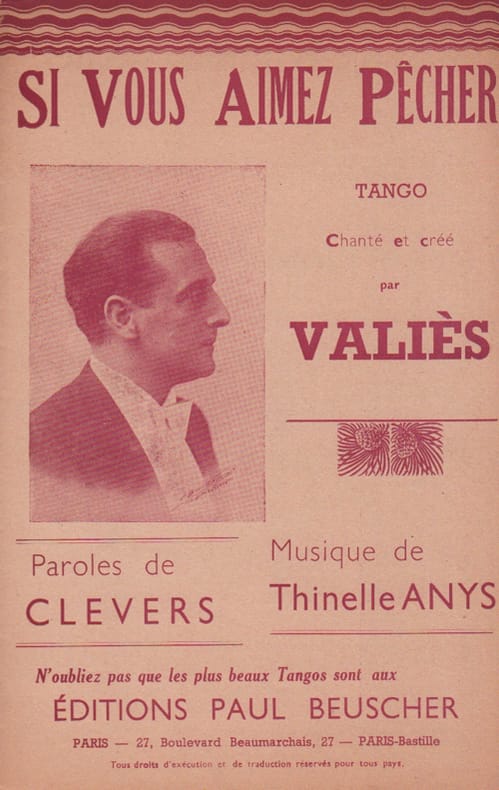 SI VOUS AIMEZ PÊCHER
TANGO
Chanté et créé
par
VALIÈS
Paroles de
CLEVERS
Musique de
Thinelle ANYS
N'oubliez pas que les plus beaux Tangos sont aux
ÉDITIONS PAUL BEUSCHER
PARIS — 27, Boulevard Beaumarchais, 27 — PARIS-Bastille
Tous droits d'exécution et de traduction réservés pour tous pays.